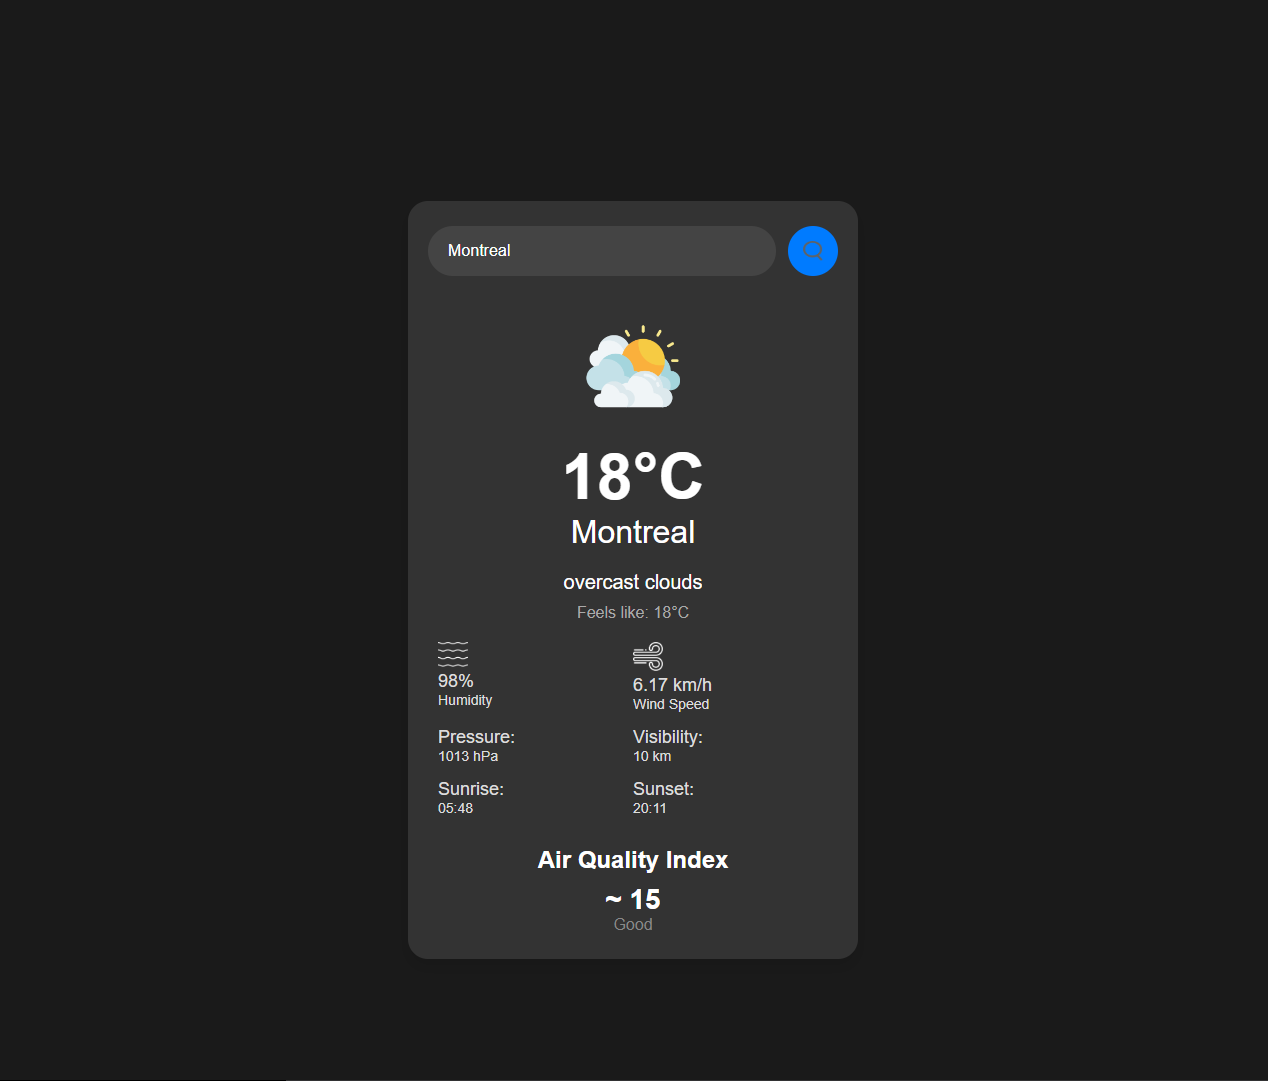 Montreal
18°C
Montreal
overcast clouds
Feels like: 18°C
98%
Humidity
6.17 km/h
Wind Speed
Pressure:
1013 hPa
Visibility:
10 km
Sunrise:
05:48
Sunset:
20:11
Air Quality Index
~ 15
Good